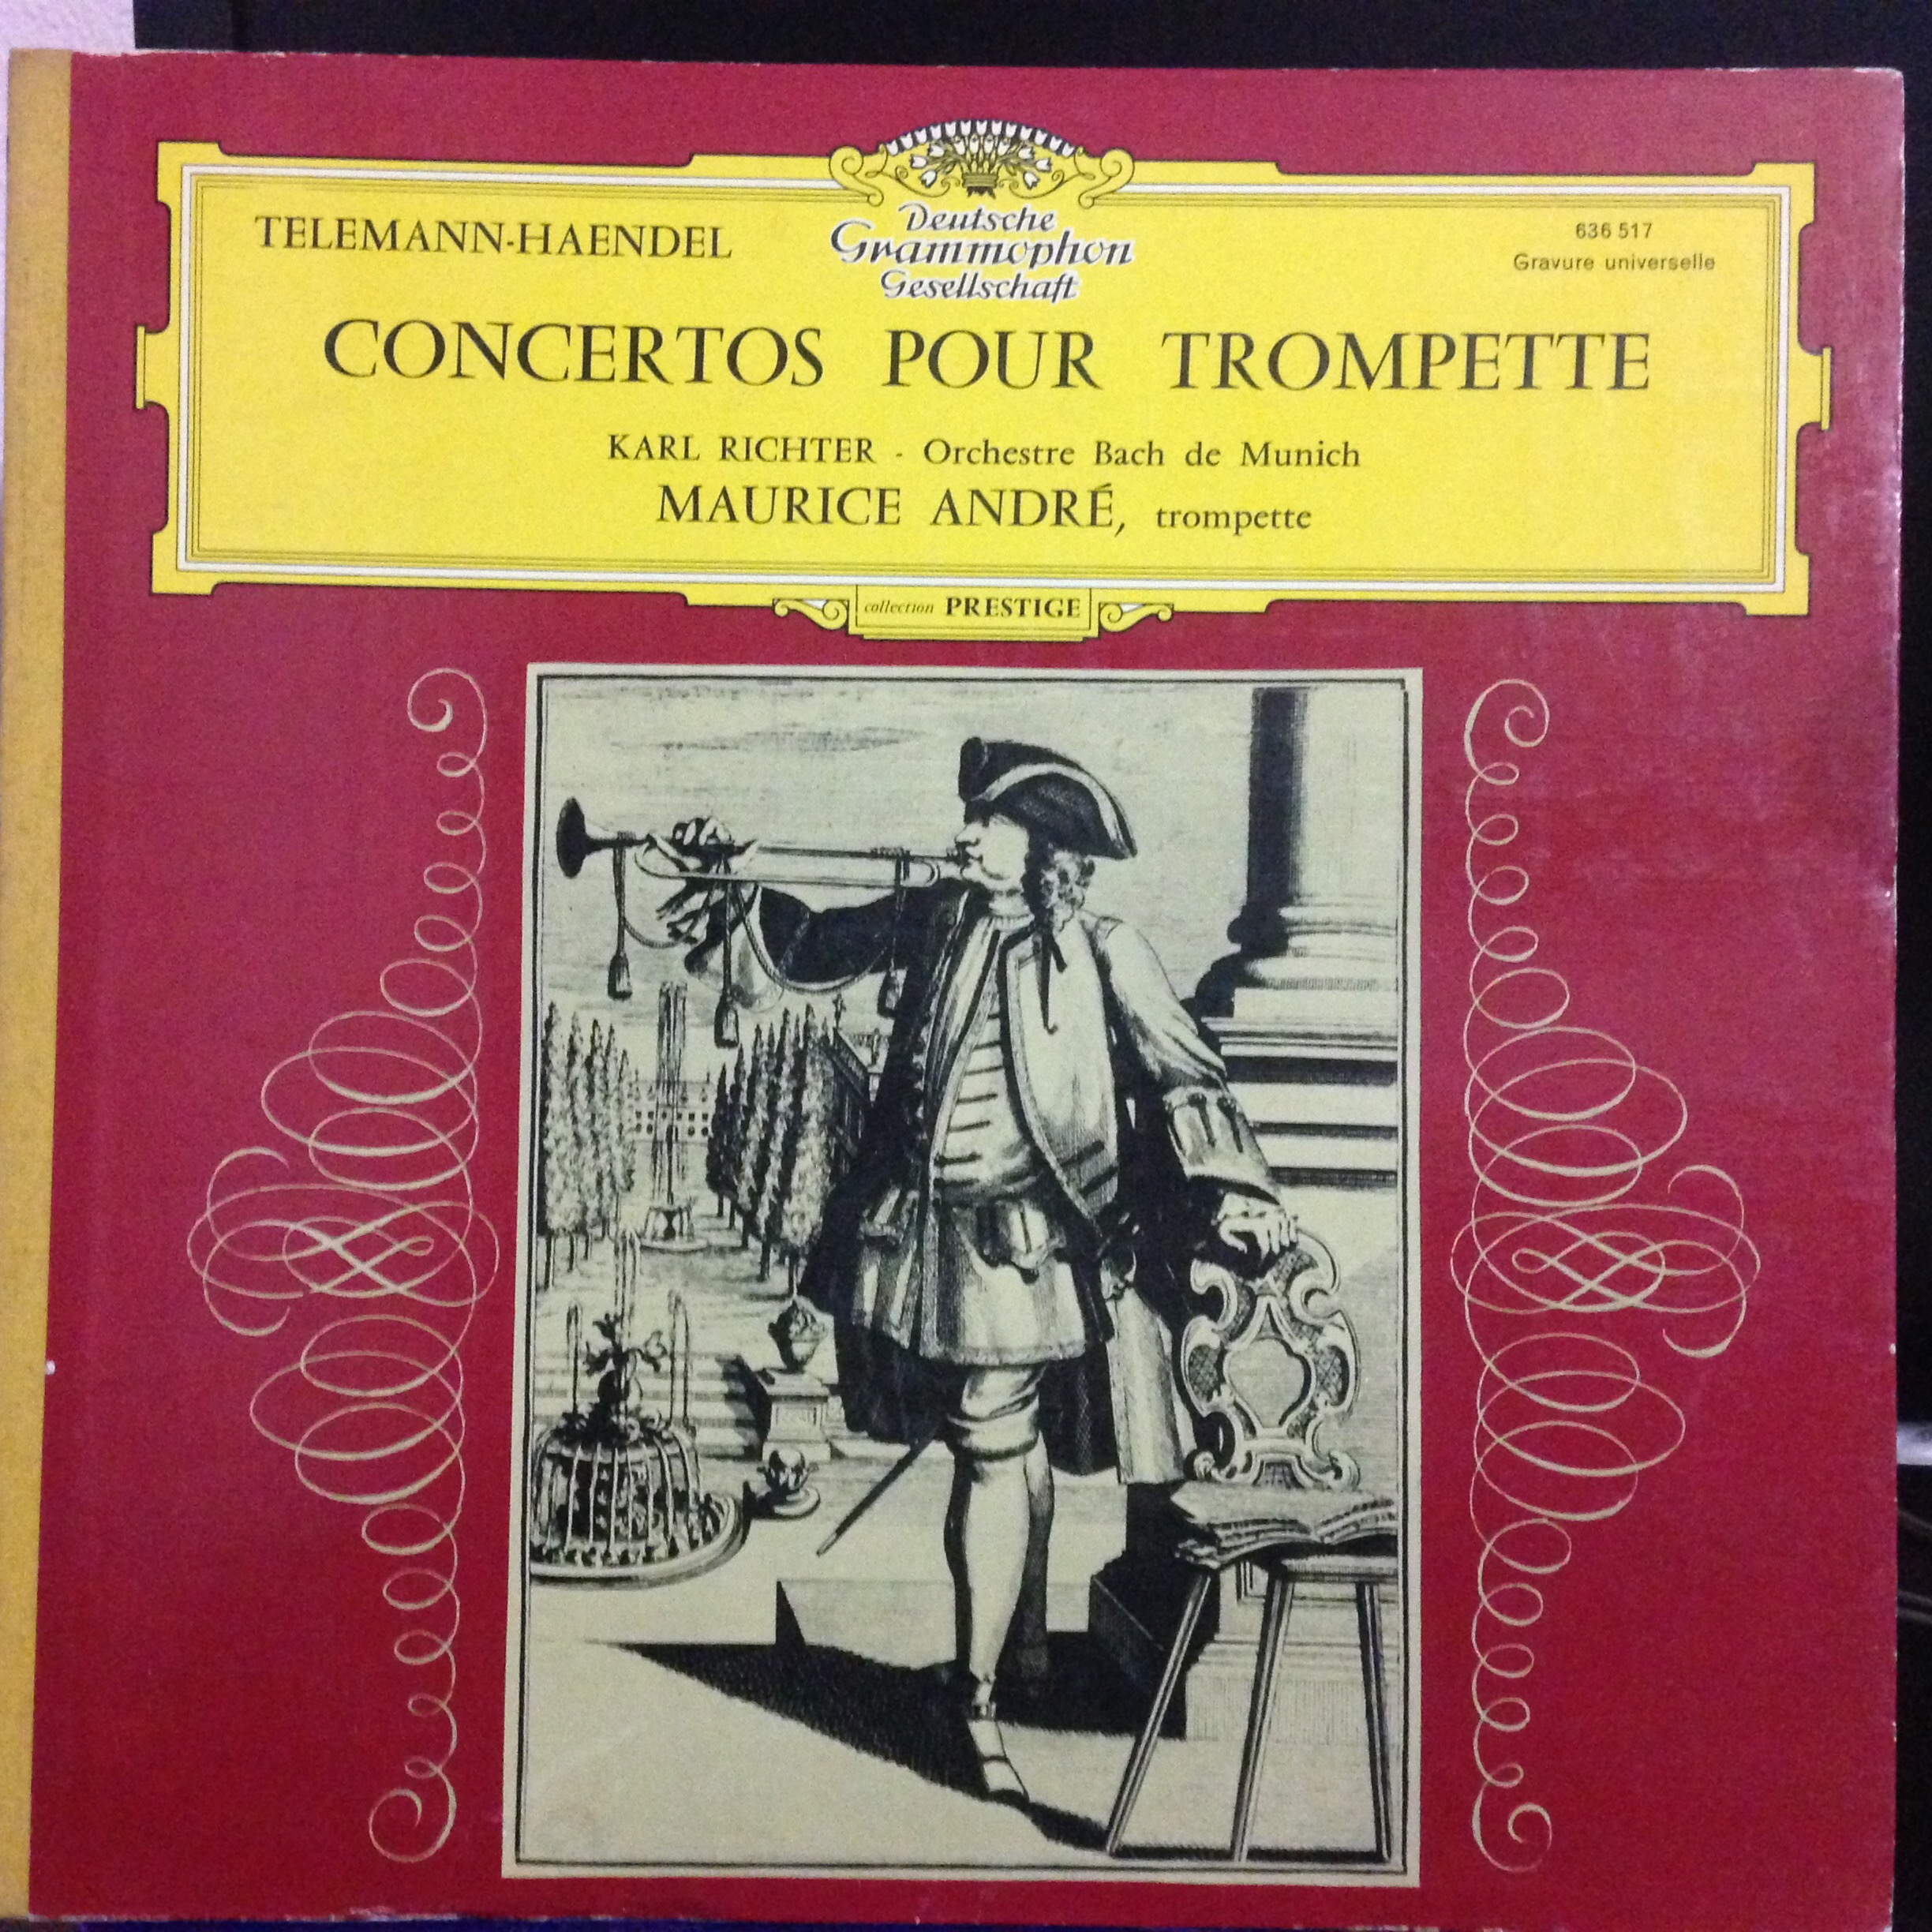 TELEMANN-HAENDEL
Deutsche
Grammophon
Gesellschaft
636 517
Gravure universelle
CONCERTOS POUR TROMPETTE
KARL RICHTER - Orchestre Bach de Munich
MAURICE ANDRÉ, trompette
collection PRESTIGE